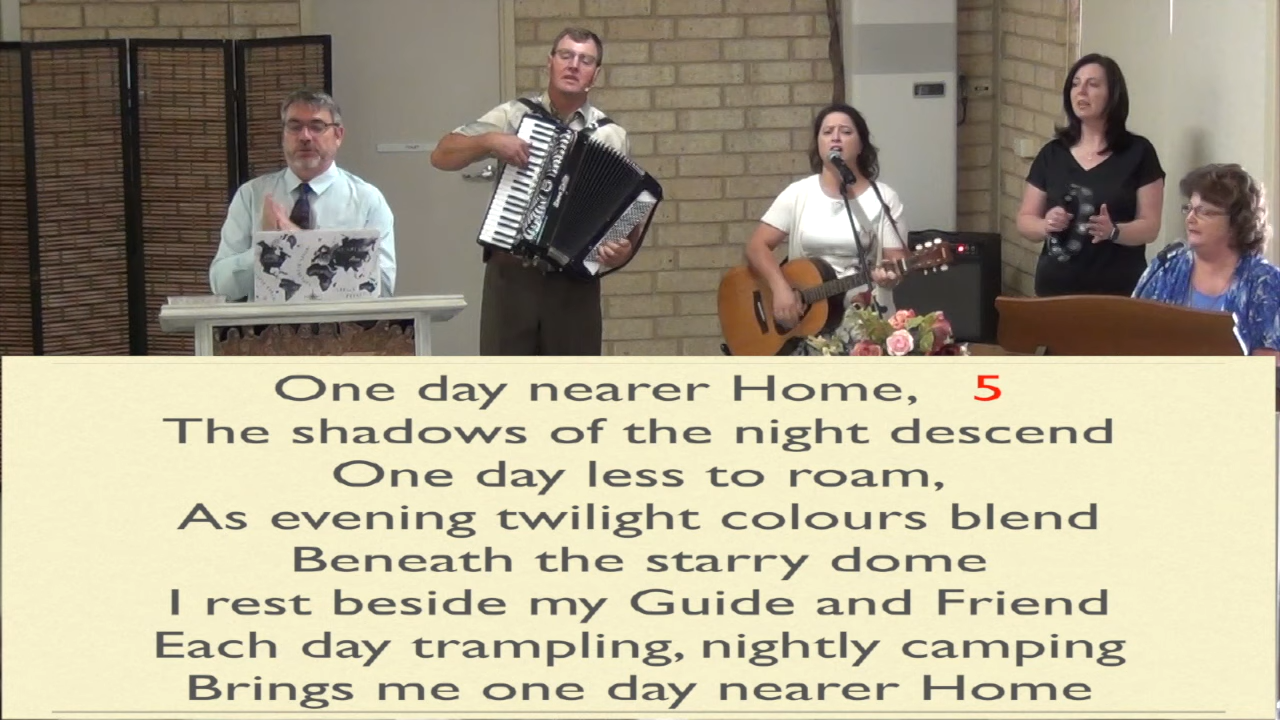 One day nearer Home, 5
The shadows of the night descend
One day less to roam,
As evening twilight colours blend
Beneath the starry dome
I rest beside my Guide and Friend
Each day trampling, nightly camping
Brings me one day nearer Home